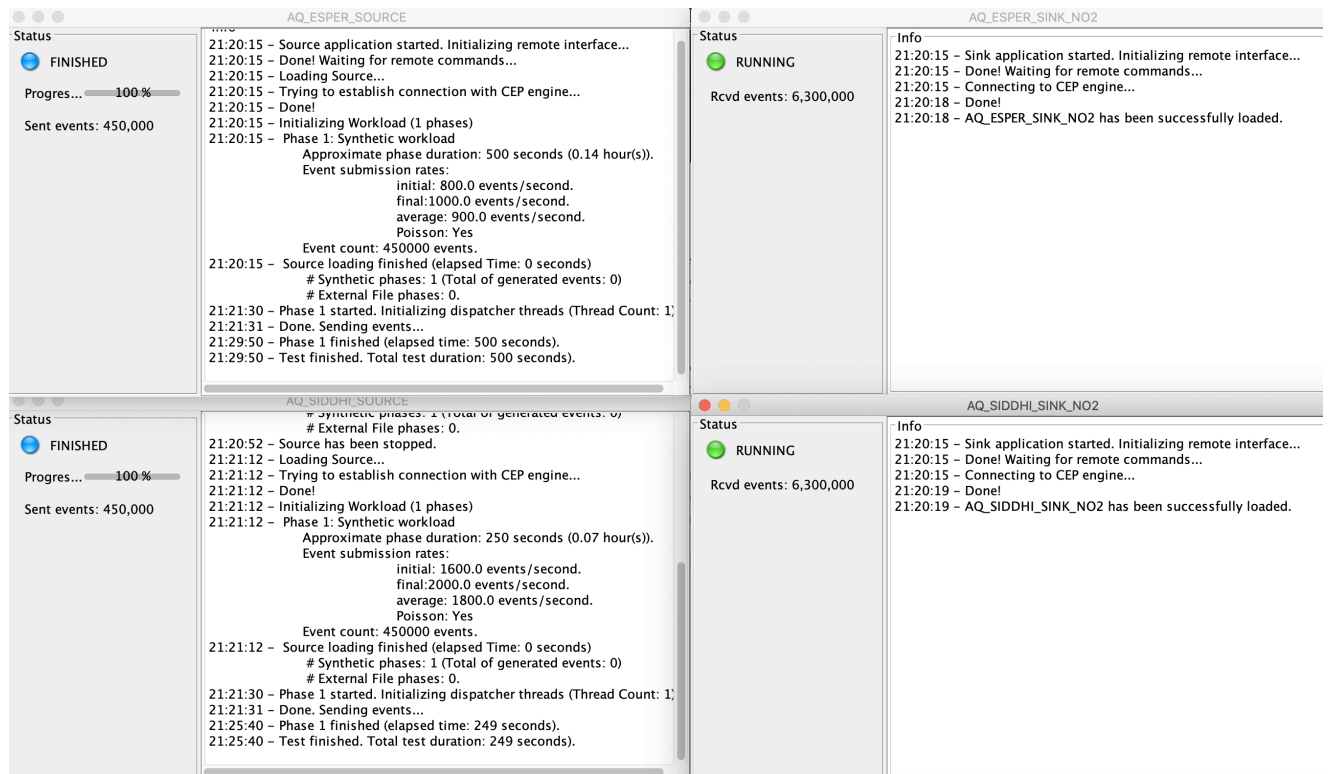 AQ_ESPER_SOURCE
Status
FINISHED
Progres... 100 %
Sent events: 450,000
21:20:15 – Source application started. Initializing remote interface...
21:20:15 – Done! Waiting for remote commands...
21:20:15 – Loading Source...
21:20:15 – Trying to establish connection with CEP engine...
21:20:15 – Done!
21:20:15 – Initializing Workload (1 phases)
21:20:15 – Phase 1: Synthetic workload
Approximate phase duration: 500 seconds (0.14 hour(s)).
Event submission rates:
initial: 800.0 events/second.
final:1000.0 events/second.
average: 900.0 events/second.
Poisson: Yes
Event count: 450000 events.
21:20:15 – Source loading finished (elapsed Time: 0 seconds)
# Synthetic phases: 1 (Total of generated events: 0)
# External File phases: 0.
21:21:30 – Phase 1 started. Initializing dispatcher threads (Thread Count: 1)
21:21:31 – Done. Sending events...
21:29:50 – Phase 1 finished (elapsed time: 500 seconds).
21:29:50 – Test finished. Total test duration: 500 seconds).
AQ_ESPER_SINK_NO2
Status
RUNNING
Rcvd events: 6,300,000
Info
21:20:15 – Sink application started. Initializing remote interface...
21:20:15 – Done! Waiting for remote commands...
21:20:15 – Connecting to CEP engine...
21:20:18 – Done!
21:20:18 – AQ_ESPER_SINK_NO2 has been successfully loaded.
AQ_SIDDHI_SOURCE
Status
FINISHED
Progres... 100 %
Sent events: 450,000
# Synthetic phases: 1 (Total of generated events: 0)
# External File phases: 0.
21:20:52 – Source has been stopped.
21:21:12 – Loading Source...
21:21:12 – Trying to establish connection with CEP engine...
21:21:12 – Done!
21:21:12 – Initializing Workload (1 phases)
21:21:12 – Phase 1: Synthetic workload
Approximate phase duration: 250 seconds (0.07 hour(s)).
Event submission rates:
initial: 1600.0 events/second.
final:2000.0 events/second.
average: 1800.0 events/second.
Poisson: Yes
Event count: 450000 events.
21:21:12 – Source loading finished (elapsed Time: 0 seconds)
# Synthetic phases: 1 (Total of generated events: 0)
# External File phases: 0.
21:21:30 – Phase 1 started. Initializing dispatcher threads (Thread Count: 1)
21:21:31 – Done. Sending events...
21:25:40 – Phase 1 finished (elapsed time: 249 seconds).
21:25:40 – Test finished. Total test duration: 249 seconds).
AQ_SIDDHI_SINK_NO2
Status
RUNNING
Rcvd events: 6,300,000
Info
21:20:15 – Sink application started. Initializing remote interface...
21:20:15 – Done! Waiting for remote commands...
21:20:15 – Connecting to CEP engine...
21:20:19 – Done!
21:20:19 – AQ_SIDDHI_SINK_NO2 has been successfully loaded.